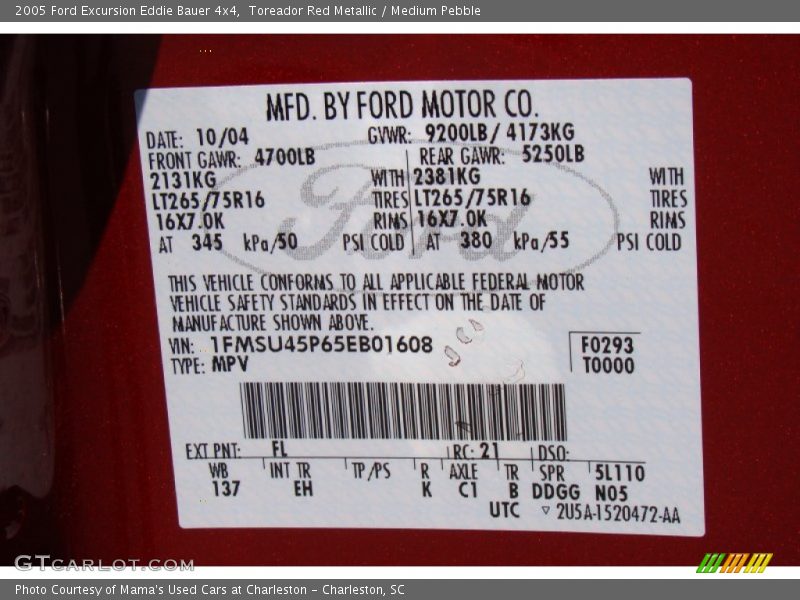 2005 Ford Excursion Eddie Bauer 4x4, Toreador Red Metallic / Medium Pebble
MFD. BY FORD MOTOR CO.
DATE: 10/04 GVWR: 9200LB/ 4173KG
FRONT GAWR: 4700LB REAR GAWR: 5250LB
2131KG WITH 2381KG WITH
LT265/75R16 TIRES LT265/75R16 TIRES
16X7.0K RIMS 16X7.0K RIMS
AT 345 kPa/50 PSI COLD AT 380 kPa/55 PSI COLD
Ford
THIS VEHICLE CONFORMS TO ALL APPLICABLE FEDERAL MOTOR
VEHICLE SAFETY STANDARDS IN EFFECT ON THE DATE OF
MANUFACTURE SHOWN ABOVE.
VIN: 1FMSU45P65EB01608 F0293
TYPE: MPV T0000
EXT PNT: FL RC: 21 DSO:
WB INT TR TP/PS R AXLE TR SPR 5L110
137 EH K C1 B DDGG N05
UTC ▽ 2U5A-1520472-AA
GTCarLot.com
Photo Courtesy of Mama's Used Cars at Charleston - Charleston, SC